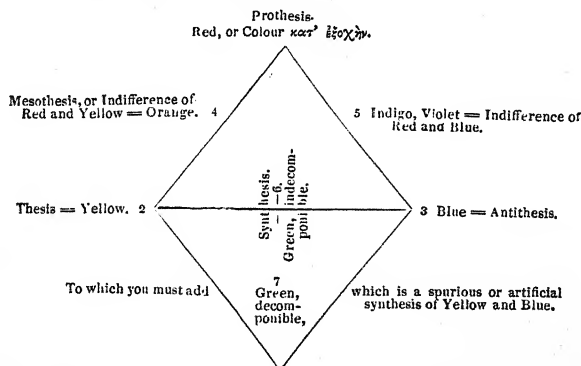 Prothesis.
Red, or Colour κατ' ἐξοχὴν.
Mesothesis, or Indifference of
Red and Yellow = Orange. 4
5 Indigo, Violet = Indifference of
Red and Blue.
Synthesis.
— 6.
Green, indecom-
ponible.
Thesis = Yellow. 2
3 Blue = Antithesis.
To which you must add
7
Green,
decom-
ponible,
which is a spurious or artificial
synthesis of Yellow and Blue.